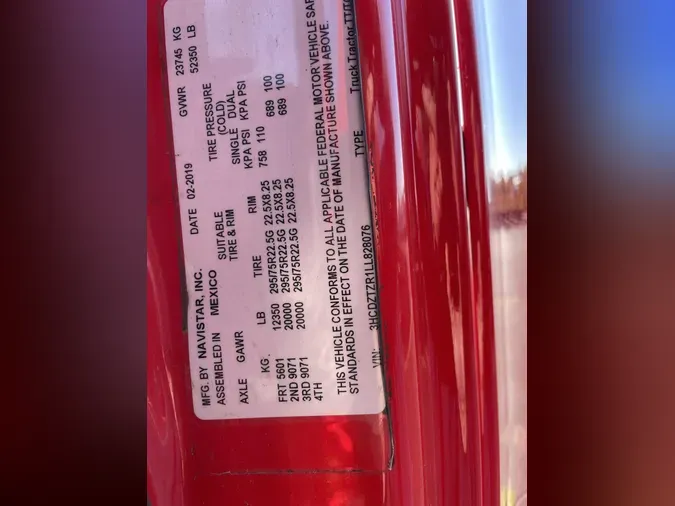 MFG. BY NAVISTAR, INC. DATE 02-2019 GVWR 23745 KG
ASSEMBLED IN MEXICO 52350 LB
SUITABLE TIRE PRESSURE
TIRE & RIM (COLD)
AXLE GAWR SINGLE DUAL
KG. LB TIRE RIM KPA PSI KPA PSI
FRT 5601 12350 295/75R22.5G 22.5X8.25 758 110
2ND 9071 20000 295/75R22.5G 22.5X8.25 689 100
3RD 9071 20000 295/75R22.5G 22.5X8.25 689 100
4TH
THIS VEHICLE CONFORMS TO ALL APPLICABLE FEDERAL MOTOR VEHICLE SAF
STANDARDS IN EFFECT ON THE DATE OF MANUFACTURE SHOWN ABOVE.
VIN: 3HCDZTZR1LL828076 TYPE Truck Tractor